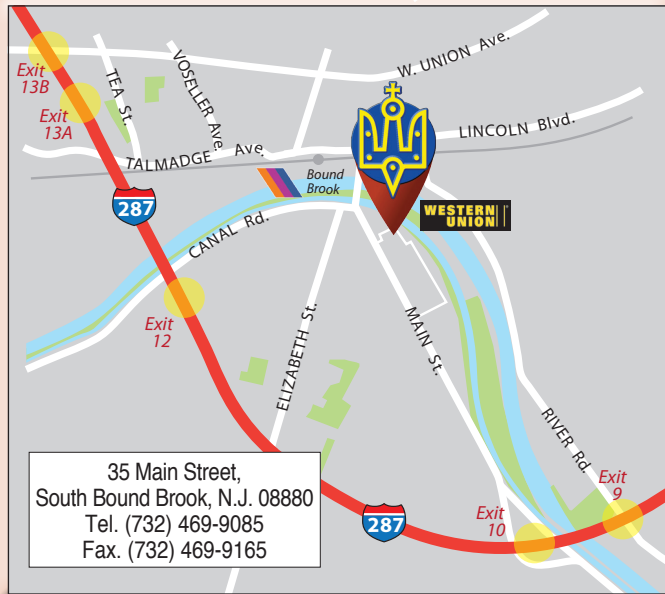 Exit
13B
Exit
13A
TEA St.
VOSELLER Ave.
W. UNION Ave.
LINCOLN Blvd.
TALMADGE Ave.
Bound
Brook
287
CANAL Rd.
WESTERN
UNION
Exit
12
ELIZABETH St.
MAIN St.
RIVER Rd.
Exit
9
Exit
10
287
35 Main Street,
South Bound Brook, N.J. 08880
Tel. (732) 469-9085
Fax. (732) 469-9165